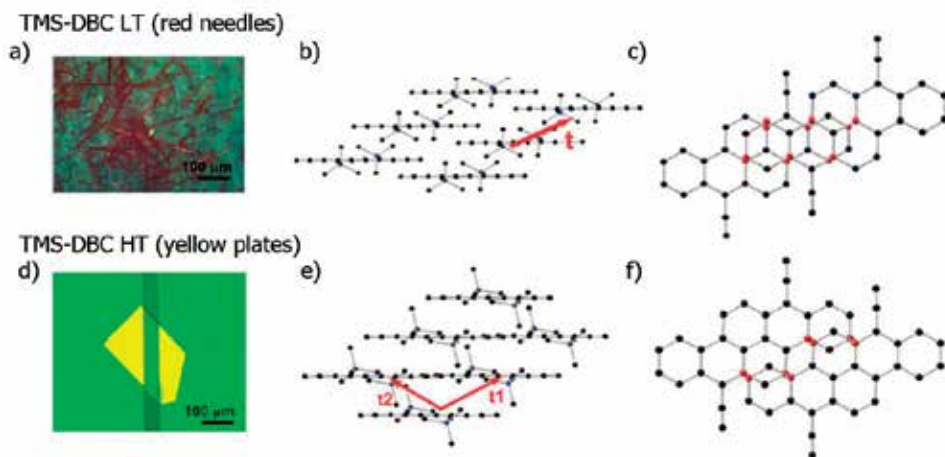 TMS-DBC LT (red needles)
a)
b)
c)
100 µm
t
TMS-DBC HT (yellow plates)
d)
e)
f)
t2
t1
100 µm